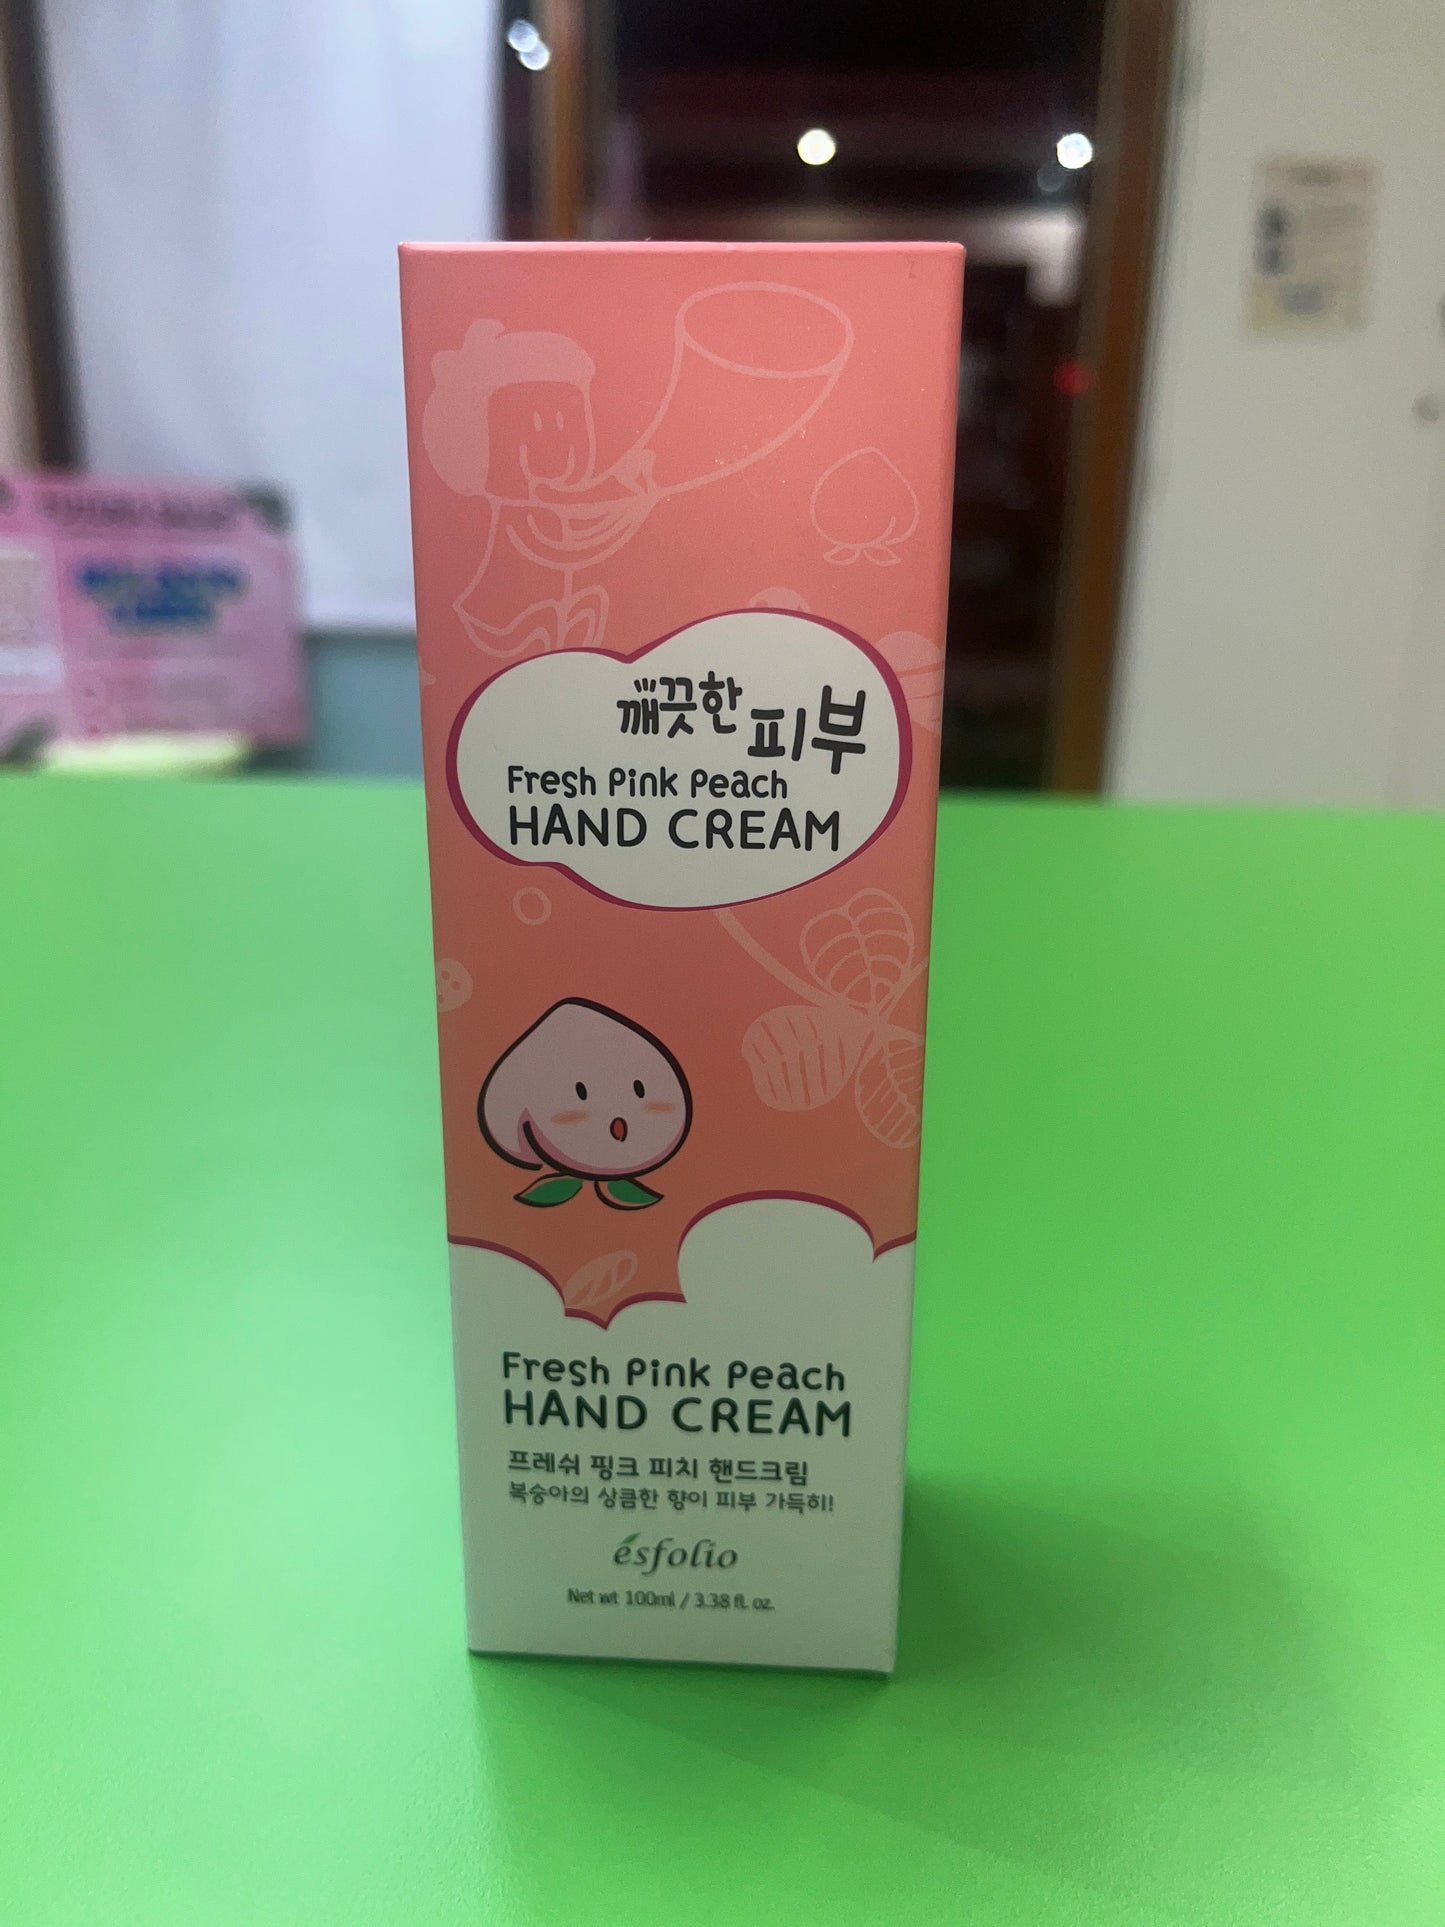 깨끗한 피부
Fresh Pink Peach
HAND CREAM
Fresh Pink Peach
HAND CREAM
프레쉬 핑크 피치 핸드크림
복숭아의 상큼한 향이 피부 가득히!
ésfolio
Net wt 100ml / 3.38 fl. oz.